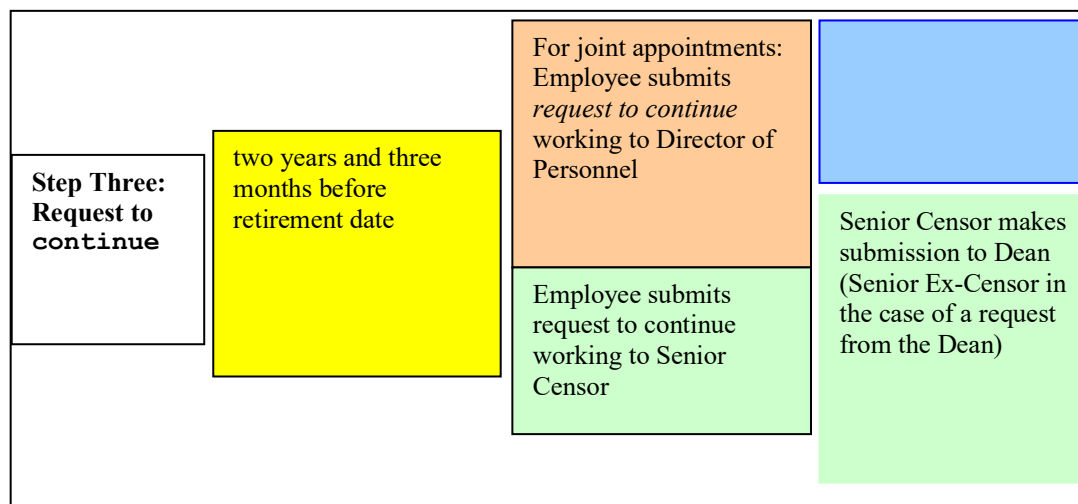 Step Three:
Request to
continue
two years and three
months before
retirement date
For joint appointments:
Employee submits
request to continue
working to Director of
Personnel
Employee submits
request to continue
working to Senior
Censor
Senior Censor makes
submission to Dean
(Senior Ex-Censor in
the case of a request
from the Dean)